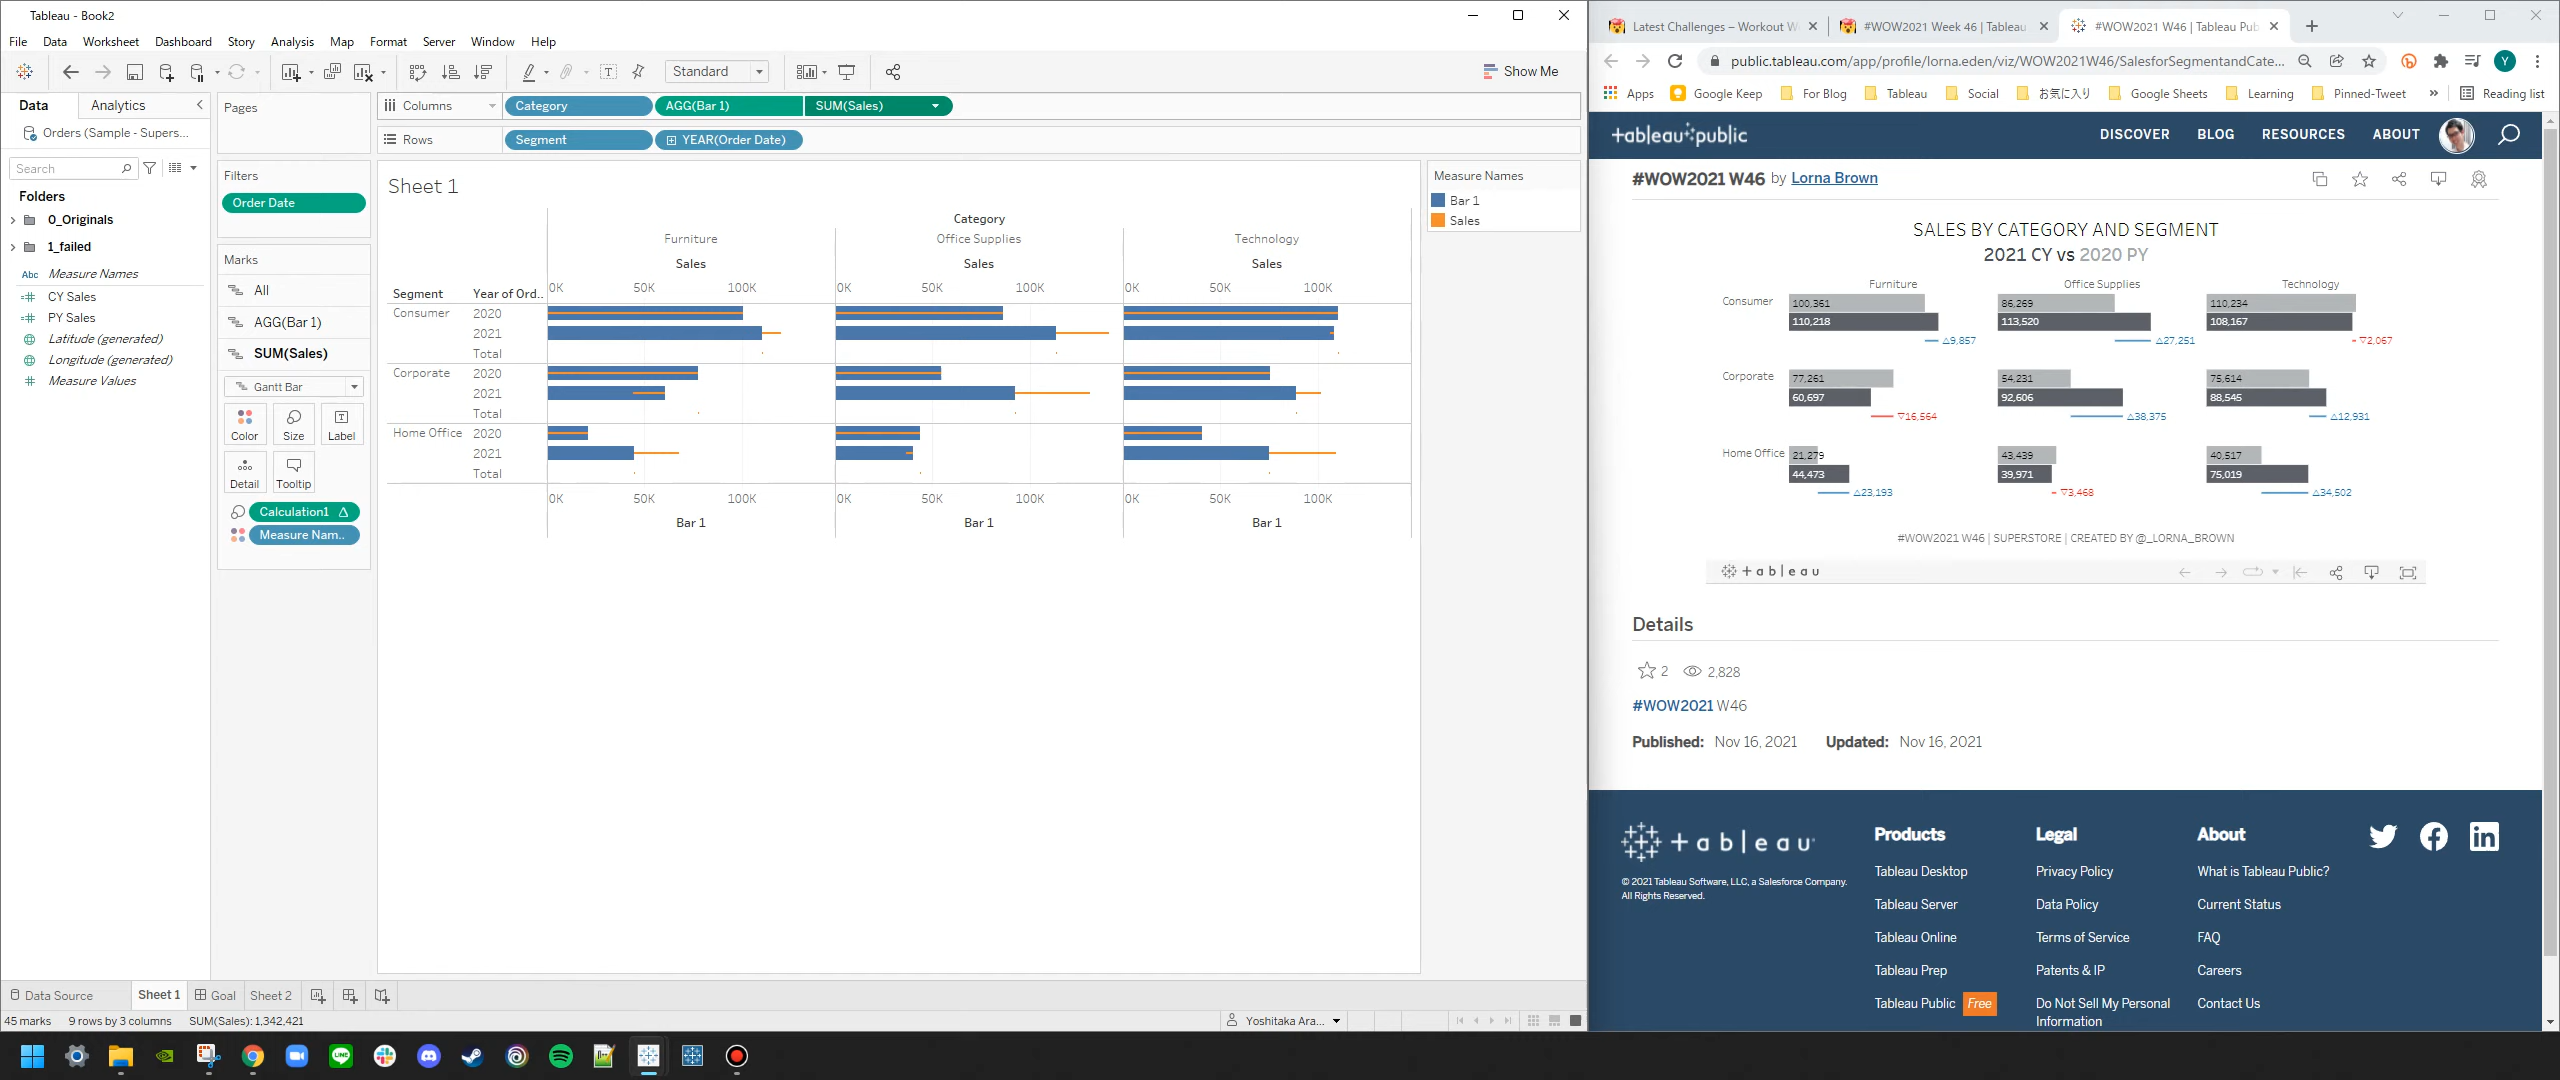 Tableau - Book2
File Data Worksheet Dashboard Story Analysis Map Format Server Window Help
Standard
Show Me
Data Analytics
Orders (Sample - Supers...
Search
Folders
0_Originals
1_failed
Abc Measure Names
CY Sales
PY Sales
Latitude (generated)
Longitude (generated)
Measure Values
Pages
Filters
Order Date
Marks
All
AGG(Bar 1)
SUM(Sales)
Gantt Bar
Color Size Label
Detail Tooltip
Calculation1
Measure Nam..
Columns Category AGG(Bar 1) SUM(Sales)
Rows Segment YEAR(Order Date)
Sheet 1
Category
Furniture Office Supplies Technology
Sales Sales Sales
0K 50K 100K 0K 50K 100K 0K 50K 100K
Segment Year of Ord..
Consumer 2020
2021
Total
Corporate 2020
2021
Total
Home Office 2020
2021
Total
0K 50K 100K 0K 50K 100K 0K 50K 100K
Bar 1 Bar 1 Bar 1
Measure Names
Bar 1
Sales
Data Source Sheet 1 Goal Sheet 2
45 marks 9 rows by 3 columns SUM(Sales): 1,342,421
Yoshitaka Ara...
Latest Challenges – Workout W
#WOW2021 Week 46 | Tableau
#WOW2021 W46 | Tableau Pub
public.tableau.com/app/profile/lorna.eden/viz/WOW2021W46/SalesforSegmentandCate...
Y
Apps Google Keep For Blog Tableau Social お気に入り Google Sheets Learning Pinned-Tweet » Reading list
+ableau public
DISCOVER BLOG RESOURCES ABOUT
#WOW2021 W46 by Lorna Brown
SALES BY CATEGORY AND SEGMENT
2021 CY vs 2020 PY
Furniture Office Supplies Technology
Consumer 100,361 86,269 110,234
110,218 113,520 108,167
△9,857 △27,251 ▽2,067
Corporate 77,261 54,231 75,614
60,697 92,606 88,545
▽16,564 △38,375 △12,931
Home Office 21,279 43,439 40,517
44,473 39,971 75,019
△23,193 ▽3,468 △34,502
#WOW2021 W46 | SUPERSTORE | CREATED BY @_LORNA_BROWN
+ableau
Details
2 2,828
#WOW2021 W46
Published: Nov 16, 2021 Updated: Nov 16, 2021
+ableau
© 2021 Tableau Software, LLC, a Salesforce Company.
All Rights Reserved.
Products
Tableau Desktop
Tableau Server
Tableau Online
Tableau Prep
Tableau Public Free
Legal
Privacy Policy
Data Policy
Terms of Service
Patents & IP
Do Not Sell My Personal
Information
About
What is Tableau Public?
Current Status
FAQ
Careers
Contact Us
LINE